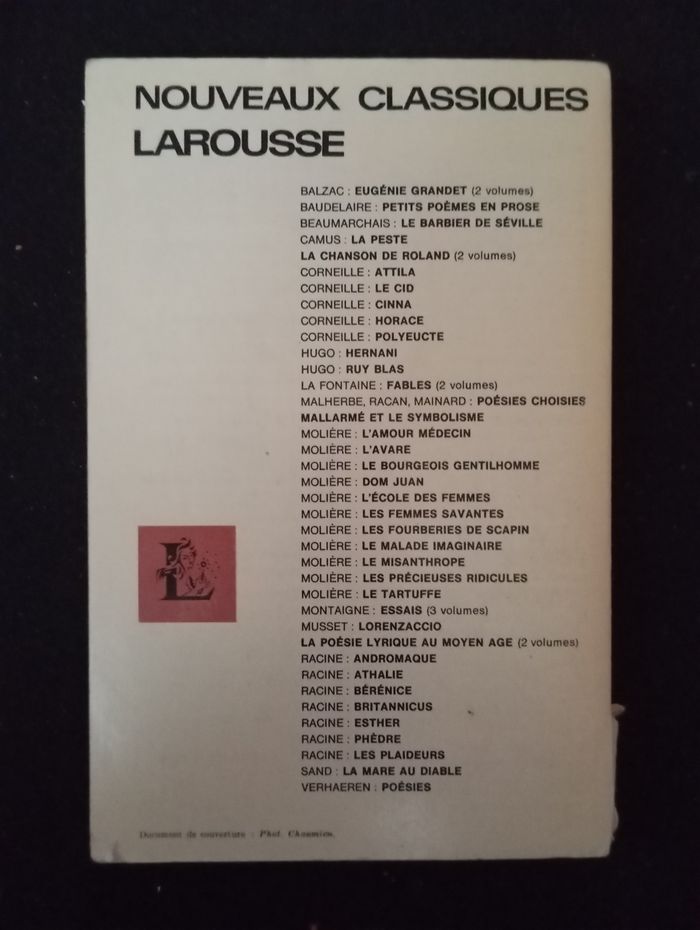 NOUVEAUX CLASSIQUES
LAROUSSE
BALZAC : EUGÉNIE GRANDET (2 volumes)
BAUDELAIRE : PETITS POÈMES EN PROSE
BEAUMARCHAIS : LE BARBIER DE SÉVILLE
CAMUS : LA PESTE
LA CHANSON DE ROLAND (2 volumes)
CORNEILLE : ATTILA
CORNEILLE : LE CID
CORNEILLE : CINNA
CORNEILLE : HORACE
CORNEILLE : POLYEUCTE
HUGO : HERNANI
HUGO : RUY BLAS
LA FONTAINE : FABLES (2 volumes)
MALHERBE, RACAN, MAINARD : POÉSIES CHOISIES
MALLARMÉ ET LE SYMBOLISME
MOLIÈRE : L'AMOUR MÉDECIN
MOLIÈRE : L'AVARE
MOLIÈRE : LE BOURGEOIS GENTILHOMME
MOLIÈRE : DOM JUAN
MOLIÈRE : L'ÉCOLE DES FEMMES
MOLIÈRE : LES FEMMES SAVANTES
MOLIÈRE : LES FOURBERIES DE SCAPIN
MOLIÈRE : LE MALADE IMAGINAIRE
MOLIÈRE : LE MISANTHROPE
MOLIÈRE : LES PRÉCIEUSES RIDICULES
MOLIÈRE : LE TARTUFFE
MONTAIGNE : ESSAIS (3 volumes)
MUSSET : LORENZACCIO
LA POÉSIE LYRIQUE AU MOYEN AGE (2 volumes)
RACINE : ANDROMAQUE
RACINE : ATHALIE
RACINE : BÉRÉNICE
RACINE : BRITANNICUS
RACINE : ESTHER
RACINE : PHÈDRE
RACINE : LES PLAIDEURS
SAND : LA MARE AU DIABLE
VERHAEREN : POÉSIES
L
Document de couverture : Phot.